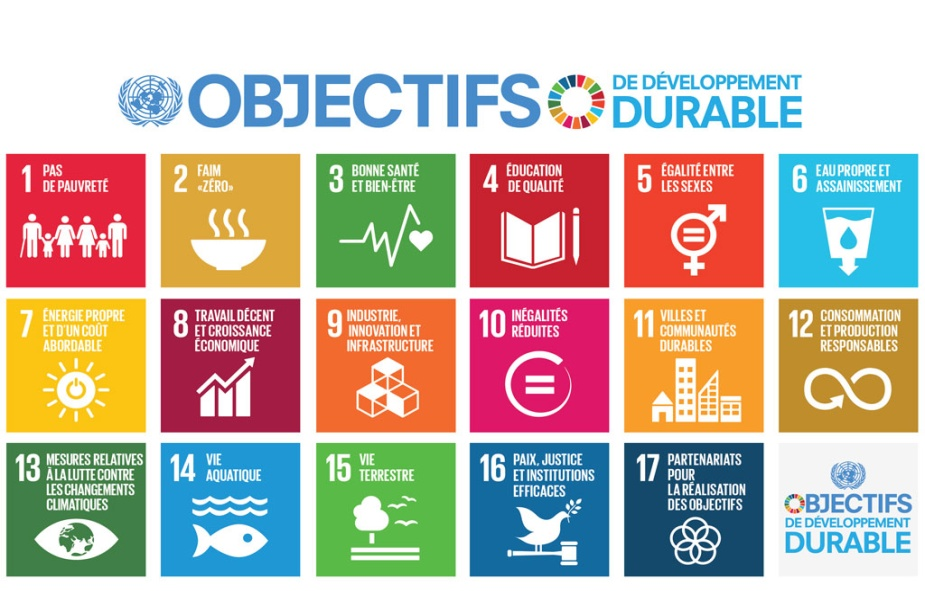 OBJECTIFS
DE DÉVELOPPEMENT
DURABLE
1 PAS
DE PAUVRETÉ
2 FAIM
«ZÉRO»
3 BONNE SANTÉ
ET BIEN-ÊTRE
4 ÉDUCATION
DE QUALITÉ
5 ÉGALITÉ ENTRE
LES SEXES
6 EAU PROPRE ET
ASSAINISSEMENT
7 ÉNERGIE PROPRE
ET D'UN COÛT
ABORDABLE
8 TRAVAIL DÉCENT
ET CROISSANCE
ÉCONOMIQUE
9 INDUSTRIE,
INNOVATION ET
INFRASTRUCTURE
10 INÉGALITÉS
RÉDUITES
11 VILLES ET
COMMUNAUTÉS
DURABLES
12 CONSOMMATION
ET PRODUCTION
RESPONSABLES
13 MESURES RELATIVES
À LA LUTTE CONTRE
LES CHANGEMENTS
CLIMATIQUES
14 VIE
AQUATIQUE
15 VIE
TERRESTRE
16 PAIX, JUSTICE
ET INSTITUTIONS
EFFICACES
17 PARTENARIATS
POUR
LA RÉALISATION
DES OBJECTIFS
OBJECTIFS
DE DÉVELOPPEMENT
DURABLE